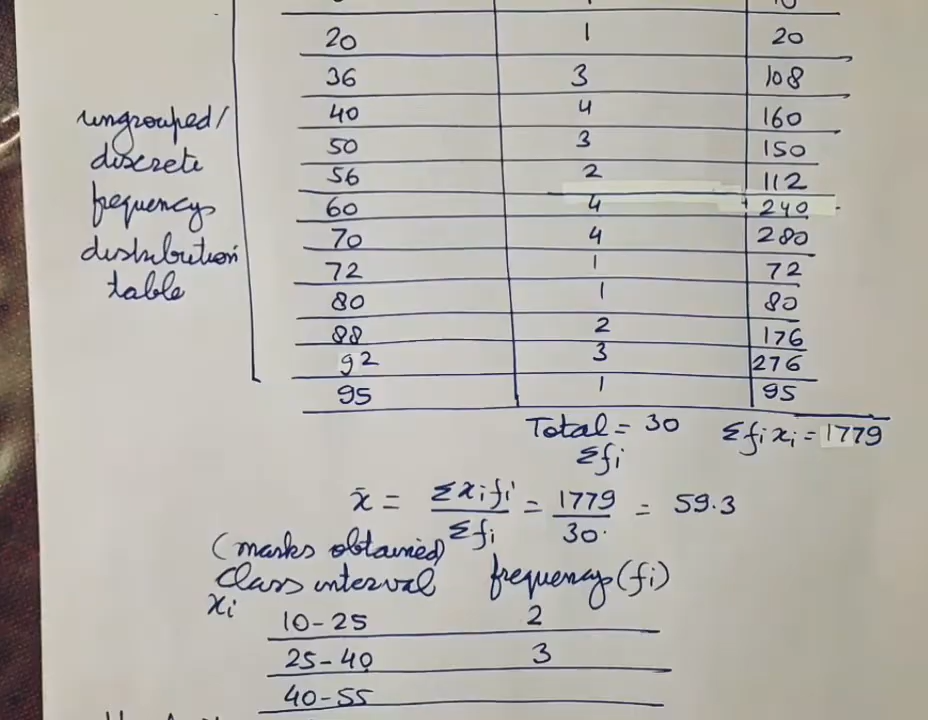 20 1 20
36 3 108
40 4 160
50 3 150
56 2 112
60 4 240
70 4 280
72 1 72
80 1 80
88 2 176
92 3 276
95 1 95
ungrouped/
discrete
frequency
distribution
table
Total = 30 Σfixi = 1779
Σfi
x̄ = Σxifi / Σfi = 1779 / 30 = 59.3
(marks obtained)
Class interval frequency (fi)
xi
10-25 2
25-40 3
40-55